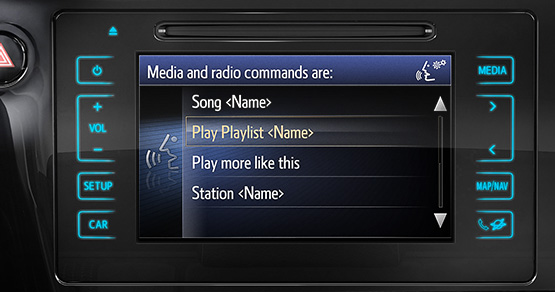 Media and radio commands are:
Song <Name>
Play Playlist <Name>
Play more like this
Station <Name>
+
VOL
-
SETUP
CAR
MEDIA
>
<
MAP/NAV